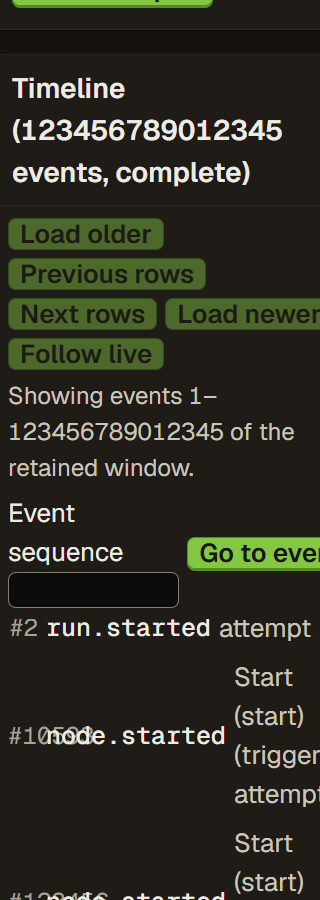 Timeline
(123456789012345
events, complete)
Load older
Previous rows
Next rows Load newer
Follow live
Showing events 1–
123456789012345 of the
retained window.
Event
sequence
Go to
#2 run.started attempt
Start
(start)
node.started (trigger
attempt
Start
(start)
node.started